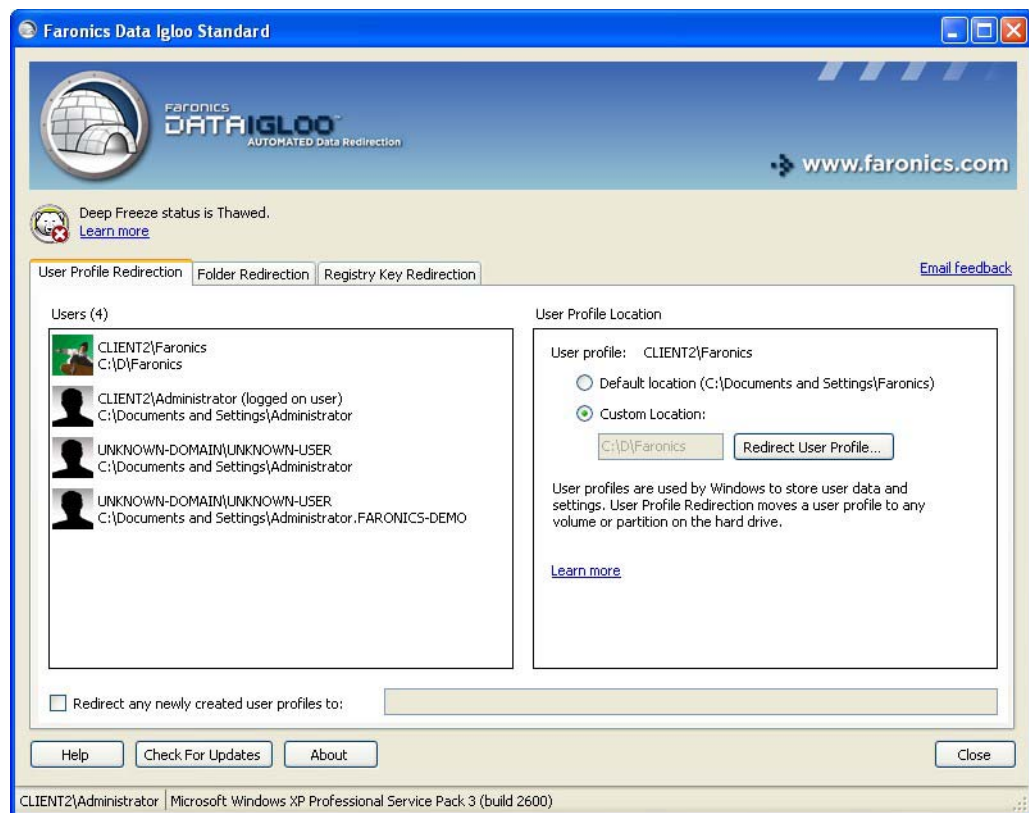 Faronics Data Igloo Standard
FARONICS
DATAIGLOO™
AUTOMATED Data Redirection
www.faronics.com
Deep Freeze status is Thawed.
Learn more
User Profile Redirection
Folder Redirection
Registry Key Redirection
Email feedback
Users (4)
CLIENT2\Faronics
C:\D\Faronics
CLIENT2\Administrator (logged on user)
C:\Documents and Settings\Administrator
UNKNOWN-DOMAIN\UNKNOWN-USER
C:\Documents and Settings\Administrator
UNKNOWN-DOMAIN\UNKNOWN-USER
C:\Documents and Settings\Administrator.FARONICS-DEMO
User Profile Location
User profile: CLIENT2\Faronics
Default location (C:\Documents and Settings\Faronics)
Custom Location:
C:\D\Faronics
Redirect User Profile...
User profiles are used by Windows to store user data and
settings. User Profile Redirection moves a user profile to any
volume or partition on the hard drive.
Learn more
Redirect any newly created user profiles to:
Help
Check For Updates
About
Close
CLIENT2\Administrator
Microsoft Windows XP Professional Service Pack 3 (build 2600)